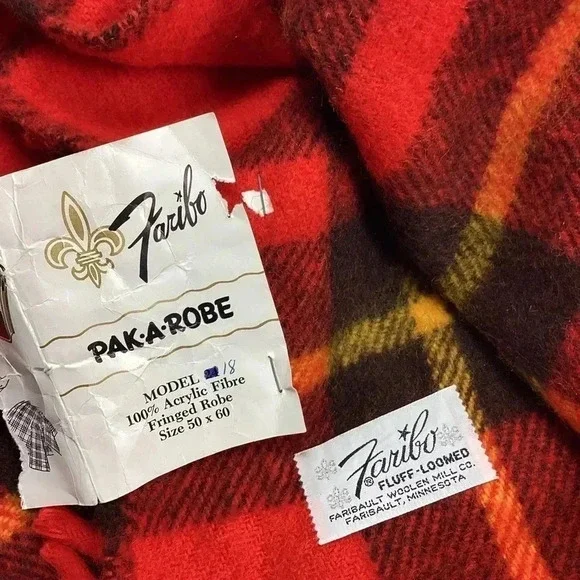 Faribo
PAK·A·ROBE
MODEL 18
100% Acrylic Fibre
Fringed Robe
Size 50 x 60
Faribo
®
FLUFF-LOOMED
FARIBAULT WOOLEN MILL CO.
FARIBAULT, MINNESOTA